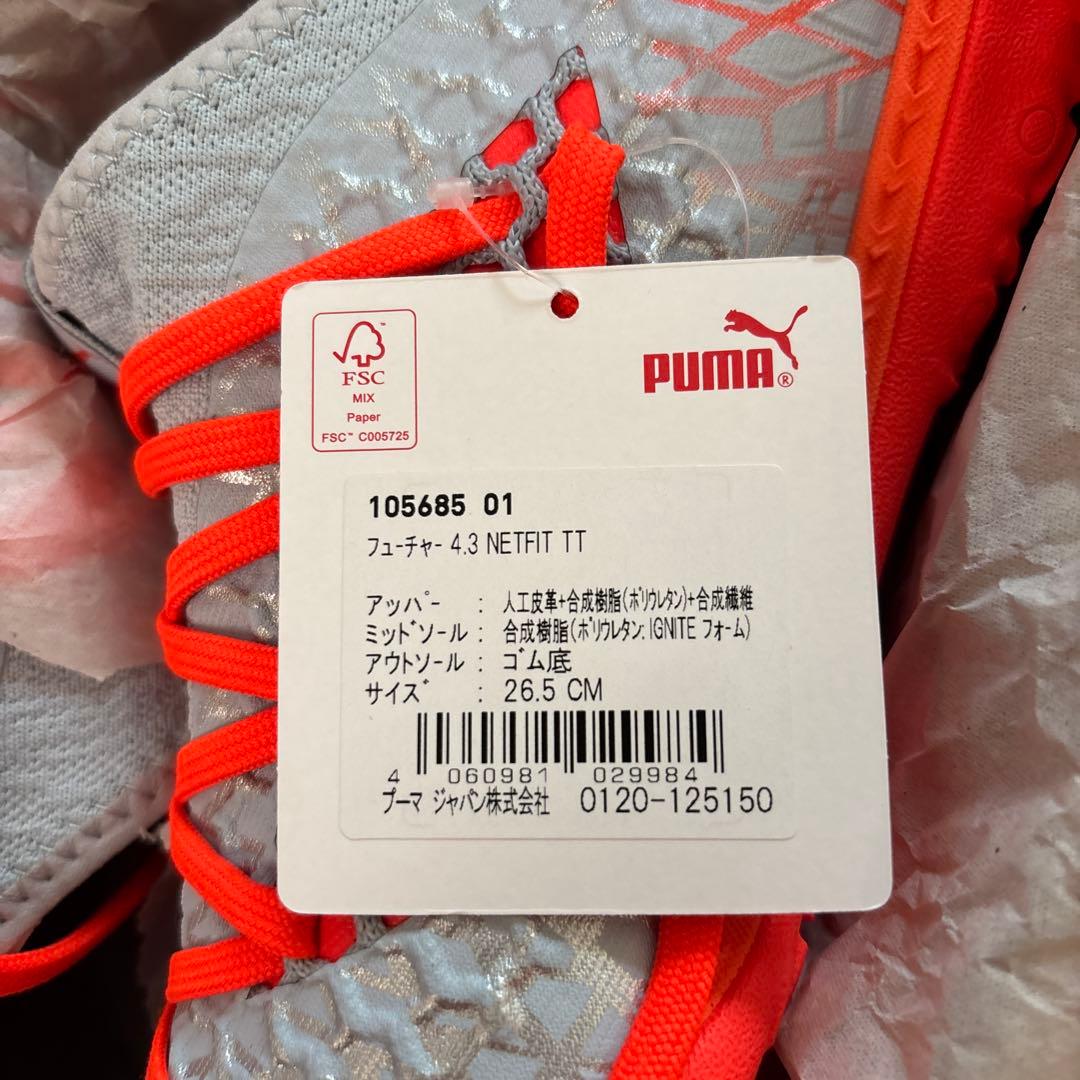 FSC™
MIX
Paper
FSC™ C005725
PUMA®
105685 01
フューチャー 4.3 NETFIT TT
アッパー : 人工皮革+合成樹脂(ポリウレタン)+合成繊維
ミッドソール : 合成樹脂(ポリウレタン: IGNITE フォーム)
アウトソール : ゴム底
サイズ : 26.5 CM
4 060981 029984
プーマ ジャパン株式会社 0120-125150